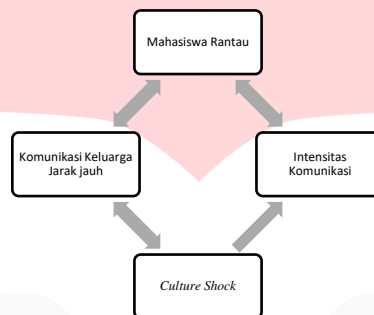 Mahasiswa Rantau
Komunikasi Keluarga
Jarak jauh
Intensitas
Komunikasi
Culture Shock